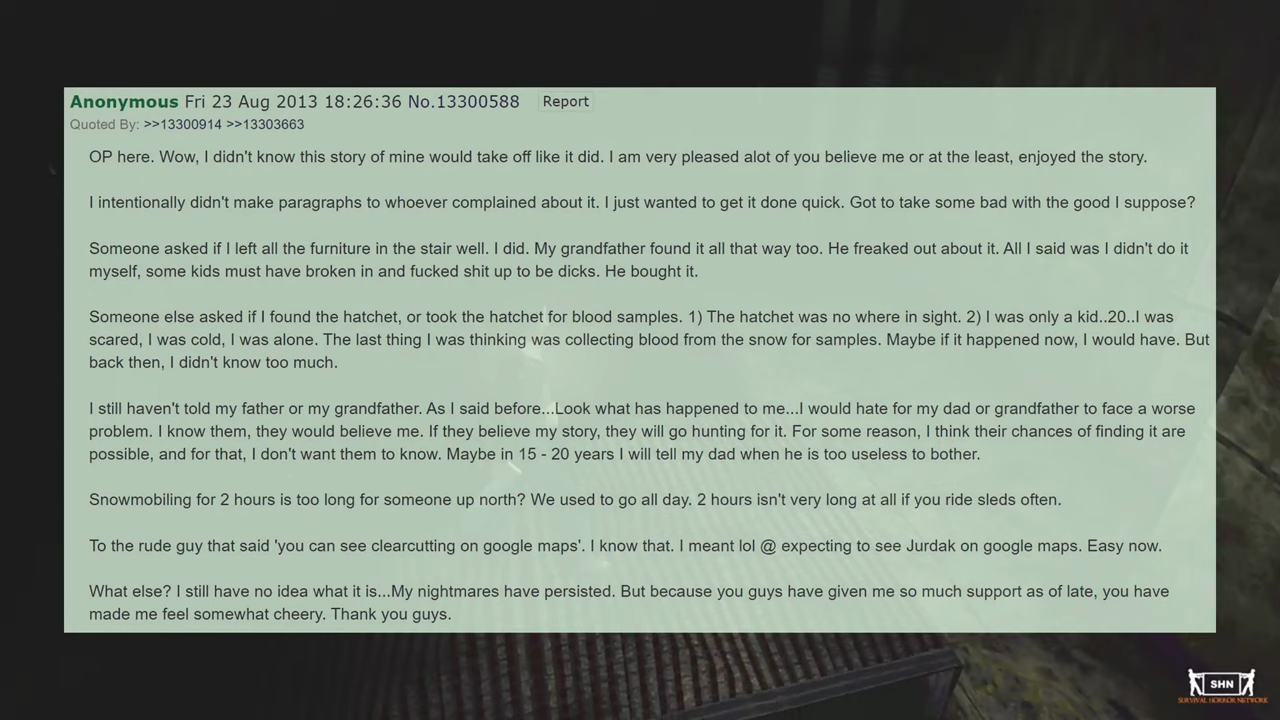 Anonymous Fri 23 Aug 2013 18:26:36 No.13300588 Report
Quoted By: >>13300914 >>13303663
OP here. Wow, I didn't know this story of mine would take off like it did. I am very pleased alot of you believe me or at the least, enjoyed the story.
I intentionally didn't make paragraphs to whoever complained about it. I just wanted to get it done quick. Got to take some bad with the good I suppose?
Someone asked if I left all the furniture in the stair well. I did. My grandfather found it all that way too. He freaked out about it. All I said was I didn't do it
myself, some kids must have broken in and fucked shit up to be dicks. He bought it.
Someone else asked if I found the hatchet, or took the hatchet for blood samples. 1) The hatchet was no where in sight. 2) I was only a kid..20..I was
scared, I was cold, I was alone. The last thing I was thinking was collecting blood from the snow for samples. Maybe if it happened now, I would have. But
back then, I didn't know too much.
I still haven't told my father or my grandfather. As I said before...Look what has happened to me...I would hate for my dad or grandfather to face a worse
problem. I know them, they would believe me. If they believe my story, they will go hunting for it. For some reason, I think their chances of finding it are
possible, and for that, I don't want them to know. Maybe in 15 - 20 years I will tell my dad when he is too useless to bother.
Snowmobiling for 2 hours is too long for someone up north? We used to go all day. 2 hours isn't very long at all if you ride sleds often.
To the rude guy that said 'you can see clearcutting on google maps'. I know that. I meant lol @ expecting to see Jurdak on google maps. Easy now.
What else? I still have no idea what it is...My nightmares have persisted. But because you guys have given me so much support as of late, you have
made me feel somewhat cheery. Thank you guys.
SHN
SURVIVAL HORROR NETWORK